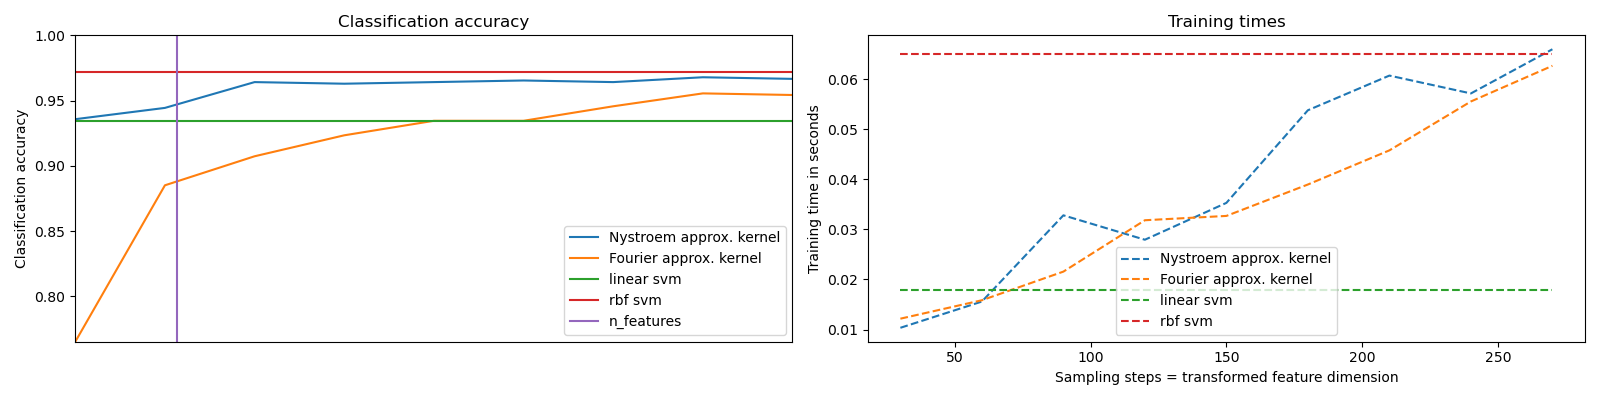 Classification accuracy
1.00
0.95
0.90
0.85
0.80
Classification accuracy
Nystroem approx. kernel
Fourier approx. kernel
linear svm
rbf svm
n_features
Training times
0.06
0.05
0.04
0.03
0.02
0.01
Training time in seconds
Nystroem approx. kernel
Fourier approx. kernel
linear svm
rbf svm
50
100
150
200
250
Sampling steps = transformed feature dimension